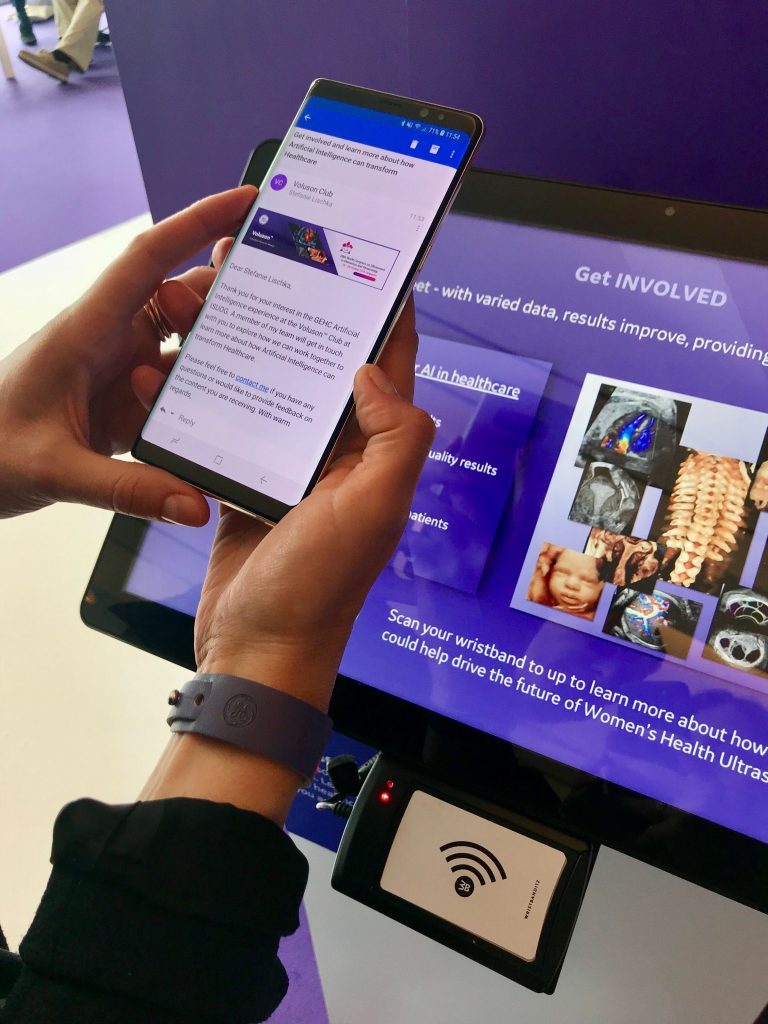 71% 11:54
Get involved and learn more about how
Artificial Intelligence can transform
Healthcare
VC
Voluson Club
Stefanie Lischka
11:53
Voluson™
Dear Stefanie Lischka,
Thank you for your interest in the GEHC Artificial
Intelligence experience at the Voluson™ Club at
ISUOG. A member of my team will get in touch
with you to explore how we can work together to
learn more about how Artificial Intelligence can
transform Healthcare
Please feel free to contact me if you have any
questions or would like to provide feedback on
the content you are receiving. With warm
regards,
Reply
Get INVOLVED
eet - with varied data, results improve, providing
r AI in healthcare
uality results
patients
Scan your wristband to up to learn more about how
could help drive the future of Women's Health Ultras
GE
WRISTBANDITZ